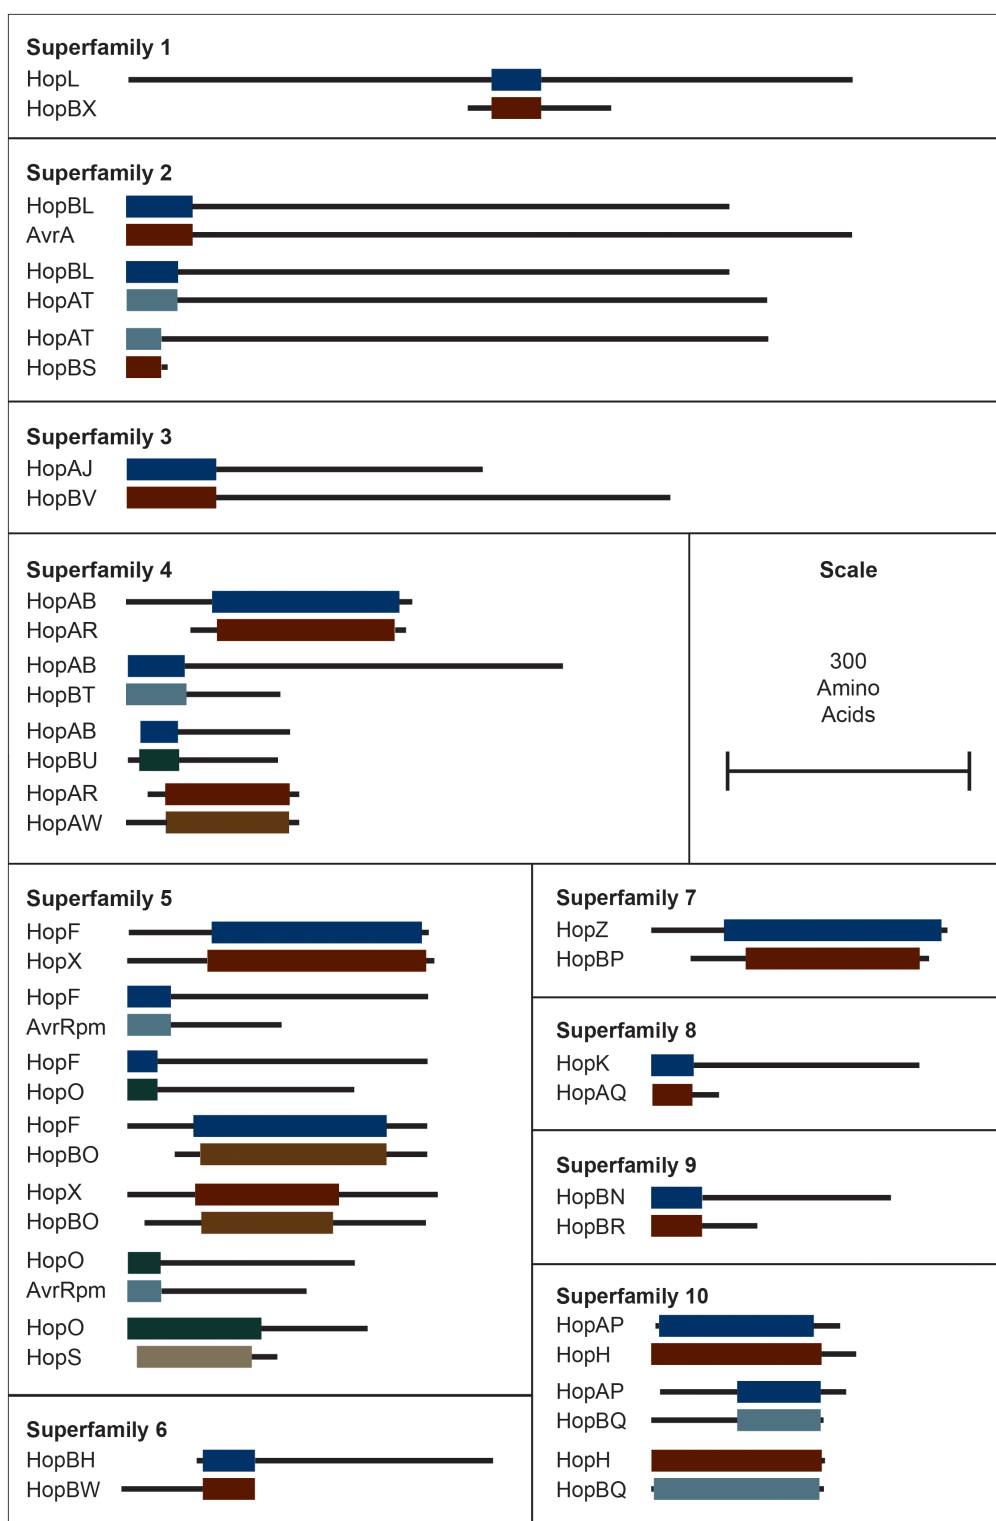 Superfamily 1
HopL
HopBX
Superfamily 2
HopBL
AvrA
HopBL
HopAT
HopAT
HopBS
Superfamily 3
HopAJ
HopBV
Superfamily 4
HopAB
HopAR
HopAB
HopBT
HopAB
HopBU
HopAR
HopAW
Scale
300
Amino
Acids
Superfamily 5
HopF
HopX
HopF
AvrRpm
HopF
HopO
HopF
HopBO
HopX
HopBO
HopO
AvrRpm
HopO
HopS
Superfamily 6
HopBH
HopBW
Superfamily 7
HopZ
HopBP
Superfamily 8
HopK
HopAQ
Superfamily 9
HopBN
HopBR
Superfamily 10
HopAP
HopH
HopAP
HopBQ
HopH
HopBQ